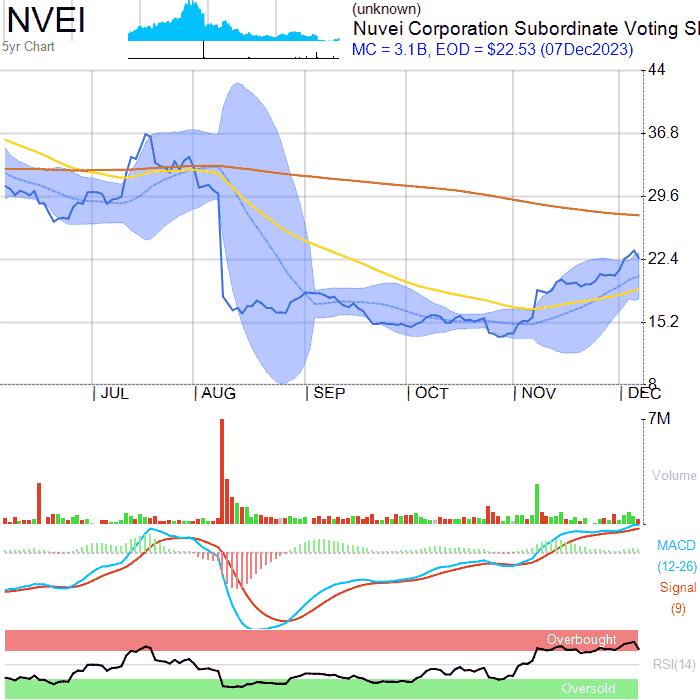 NVEI
5yr Chart
(unknown)
Nuvei Corporation Subordinate Voting Sl
MC = 3.1B, EOD = $22.53 (07Dec2023)
44
36.8
29.6
22.4
15.2
8
JUL
AUG
SEP
OCT
NOV
DEC
7M
Volume
MACD
(12-26)
Signal
(9)
Overbought
RSI(14)
Oversold